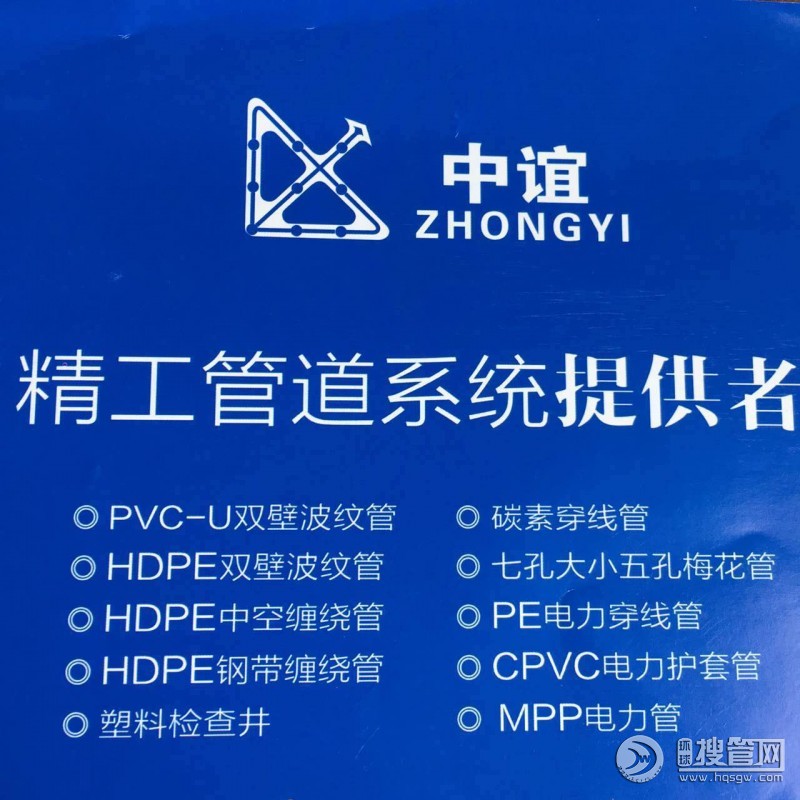 中谊
ZHONGYI
精工管道系统提供者
◎ PVC-U双壁波纹管
◎ HDPE双壁波纹管
◎ HDPE中空缠绕管
◎ HDPE钢带缠绕管
◎ 塑料检查井
◎ 碳素穿线管
◎ 七孔大小五孔梅花管
◎ PE电力穿线管
◎ CPVC电力护套管
◎ MPP电力管
环球搜管网
www.hqsgw.com